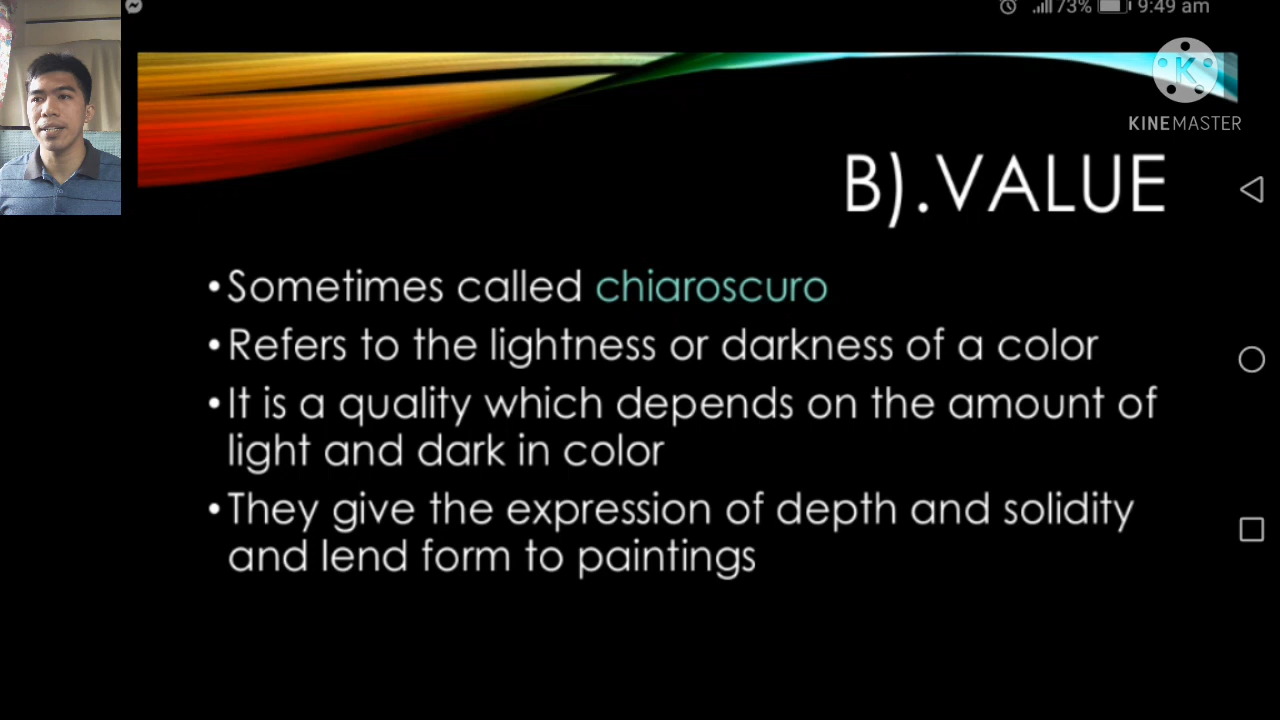 73% 9:49 am
K
KINEMASTER
B).VALUE
•Sometimes called chiaroscuro
•Refers to the lightness or darkness of a color
•It is a quality which depends on the amount of
light and dark in color
•They give the expression of depth and solidity
and lend form to paintings